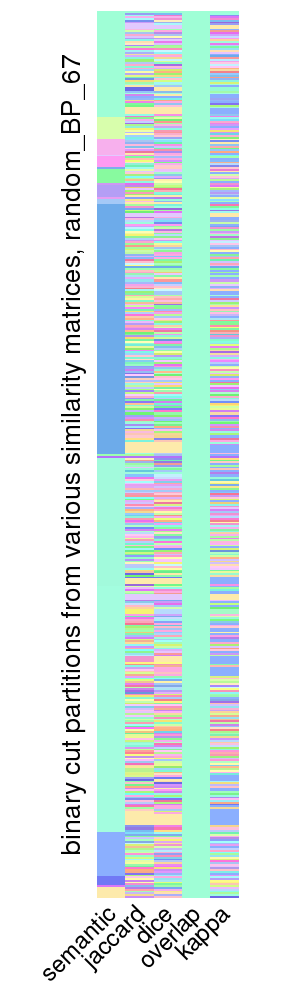 binary cut partitions from various similarity matrices, random_BP_67
semantic
jaccard
dice
overlap
kappa